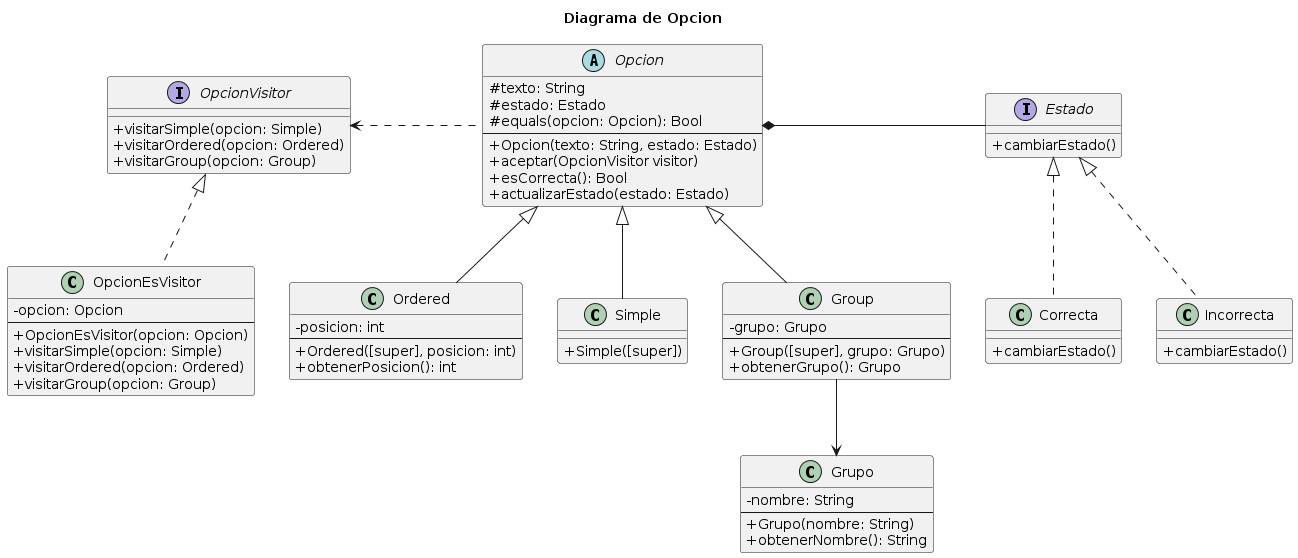 Diagrama de Opcion
I OpcionVisitor
+visitarSimple(opcion: Simple)
+visitarOrdered(opcion: Ordered)
+visitarGroup(opcion: Group)
A Opcion
#texto: String
#estado: Estado
#equals(opcion: Opcion): Bool
+Opcion(texto: String, estado: Estado)
+aceptar(OpcionVisitor visitor)
+esCorrecta(): Bool
+actualizarEstado(estado: Estado)
I Estado
+cambiarEstado()
C OpcionEsVisitor
-opcion: Opcion
+OpcionEsVisitor(opcion: Opcion)
+visitarSimple(opcion: Simple)
+visitarOrdered(opcion: Ordered)
+visitarGroup(opcion: Group)
C Ordered
-posicion: int
+Ordered([super], posicion: int)
+obtenerPosicion(): int
C Simple
+Simple([super])
C Group
-grupo: Grupo
+Group([super], grupo: Grupo)
+obtenerGrupo(): Grupo
C Correcta
+cambiarEstado()
C Incorrecta
+cambiarEstado()
C Grupo
-nombre: String
+Grupo(nombre: String)
+obtenerNombre(): String